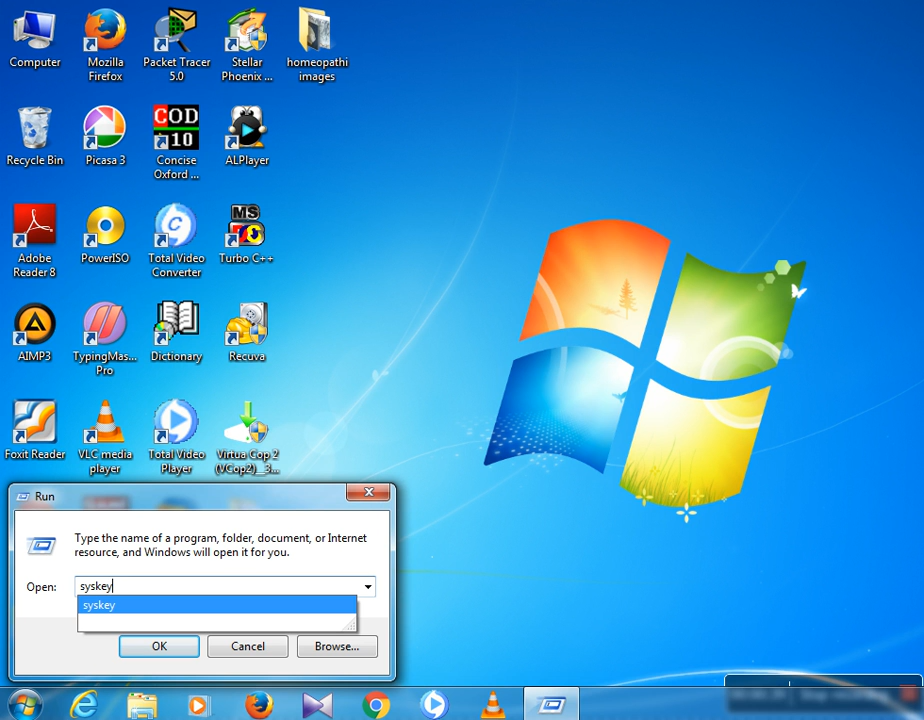 Computer
Mozilla
Firefox
Packet Tracer
5.0
Stellar
Phoenix ...
homeopathi
images
Recycle Bin
Picasa 3
COD
10
Concise
Oxford ...
ALPlayer
Adobe
Reader 8
PowerISO
Total Video
Converter
MS
Turbo C++
AIMP3
TypingMas...
Pro
Dictionary
Recuva
Foxit Reader
VLC media
player
Total Video
Player
Virtua Cop 2
(VCop2)__3...
Run
Type the name of a program, folder, document, or Internet
resource, and Windows will open it for you.
Open:
syskey
syskey
OK
Cancel
Browse...